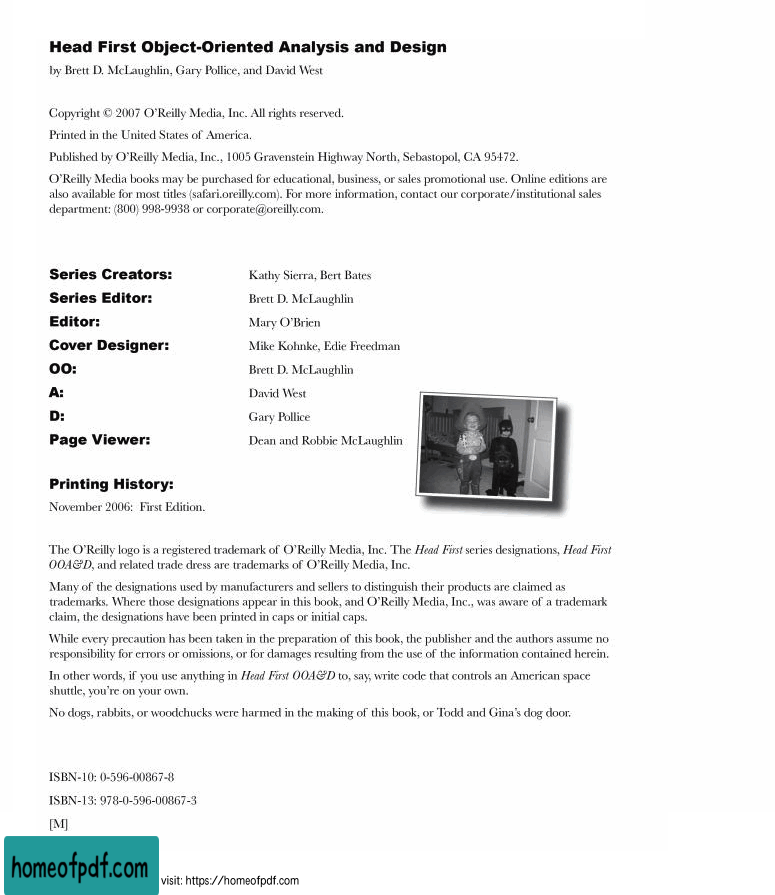 Head First Object-Oriented Analysis and Design
by Brett D. McLaughlin, Gary Pollice, and David West
Copyright © 2007 O’Reilly Media, Inc. All rights reserved.
Printed in the United States of America.
Published by O’Reilly Media, Inc., 1005 Gravenstein Highway North, Sebastopol, CA 95472.
O’Reilly Media books may be purchased for educational, business, or sales promotional use. Online editions are
also available for most titles (safari.oreilly.com). For more information, contact our corporate/institutional sales
department: (800) 998-9938 or corporate@oreilly.com.
Series Creators: Kathy Sierra, Bert Bates
Series Editor: Brett D. McLaughlin
Editor: Mary O’Brien
Cover Designer: Mike Kohnke, Edie Freedman
OO: Brett D. McLaughlin
A: David West
D: Gary Pollice
Page Viewer: Dean and Robbie McLaughlin
Printing History:
November 2006: First Edition.
The O’Reilly logo is a registered trademark of O’Reilly Media, Inc. The Head First series designations, Head First
OOA&D, and related trade dress are trademarks of O’Reilly Media, Inc.
Many of the designations used by manufacturers and sellers to distinguish their products are claimed as
trademarks. Where those designations appear in this book, and O’Reilly Media, Inc., was aware of a trademark
claim, the designations have been printed in caps or initial caps.
While every precaution has been taken in the preparation of this book, the publisher and the authors assume no
responsibility for errors or omissions, or for damages resulting from the use of the information contained herein.
In other words, if you use anything in Head First OOA&D to, say, write code that controls an American space
shuttle, you’re on your own.
No dogs, rabbits, or woodchucks were harmed in the making of this book, or Todd and Gina’s dog door.
ISBN-10: 0-596-00867-8
ISBN-13: 978-0-596-00867-3
[M]
homeofpdf.com visit: https://homeofpdf.com